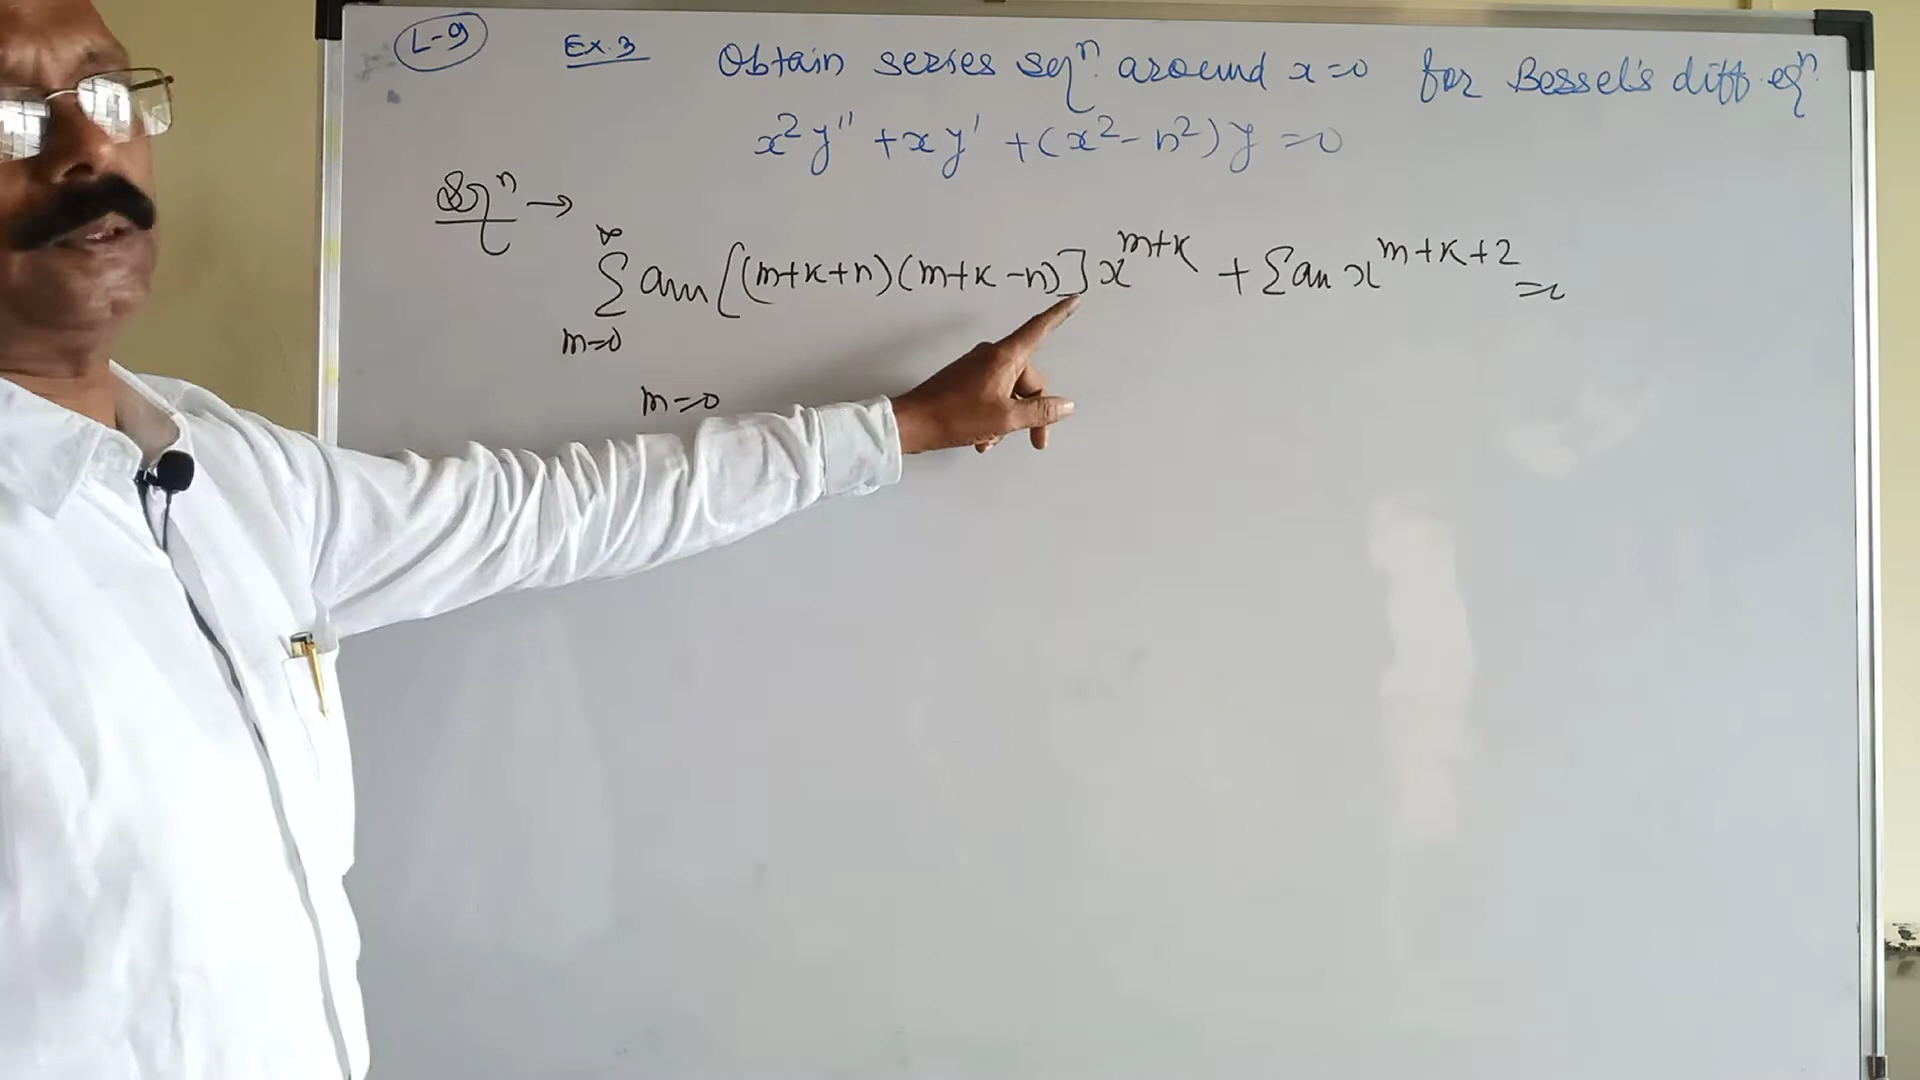 L-9 Ex.3 Obtain series solⁿ. around x=0 for Bessel's diff. eqⁿ.
x²y'' + xy' + (x²-n²)y = 0
Solⁿ →
∞
∑ am [(m+k+n)(m+k-n)] x^{m+k} + ∑ am x^{m+k+2} = 0
m=0
m=0